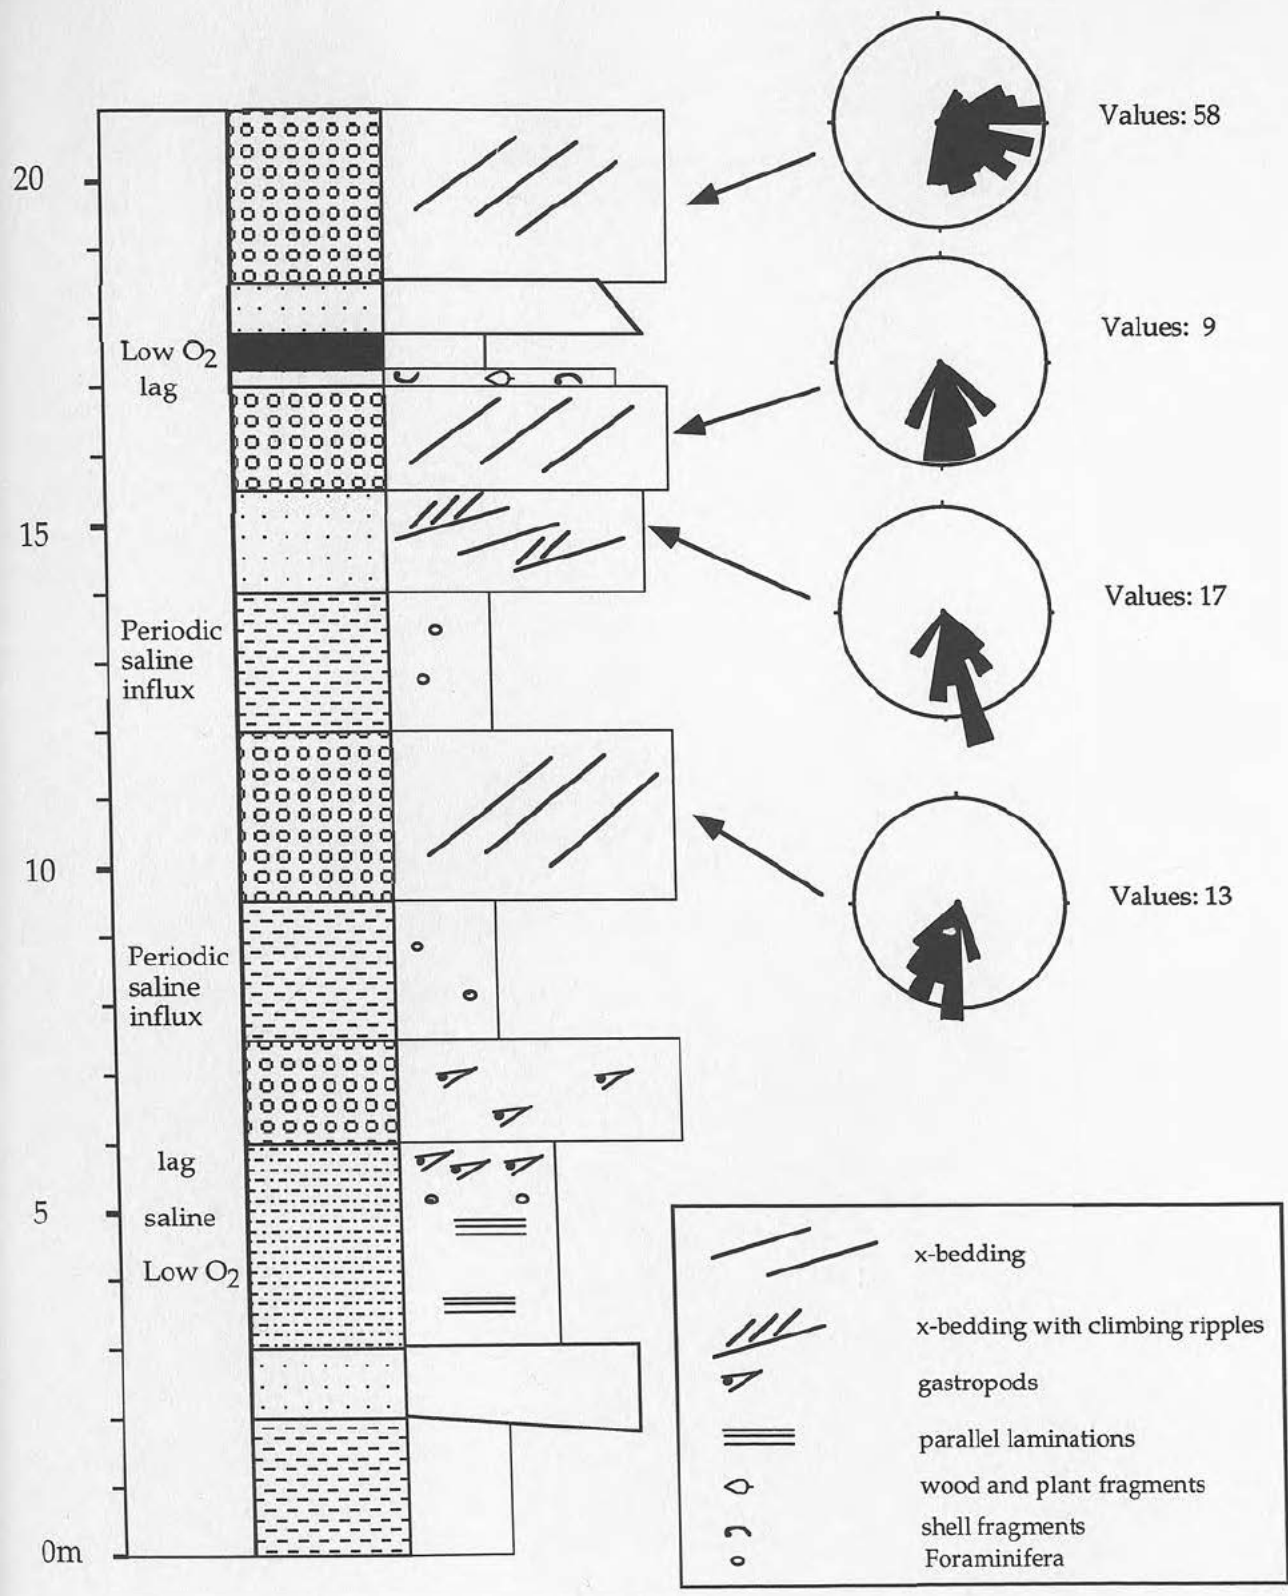 Values: 58
20
Values: 9
Low O2
lag
15
Values: 17
Periodic
saline
influx
10
Values: 13
Periodic
saline
influx
lag
5
saline
Low O2
x-bedding
x-bedding with climbing ripples
gastropods
parallel laminations
wood and plant fragments
shell fragments
Foraminifera
0m